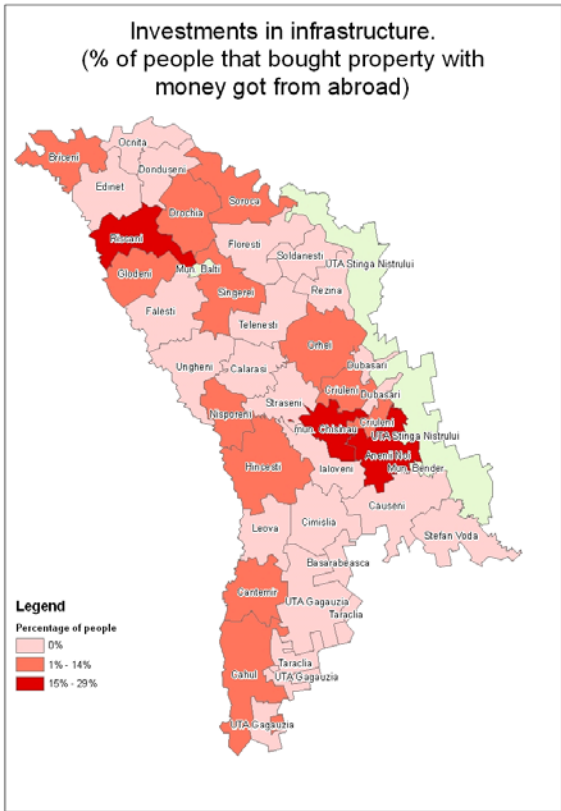 Investments in infrastructure.
(% of people that bought property with
money got from abroad)
Ocnita
Briceni
Donduseni
Edinet
Soroca
Drochia
Riscani
Floresti
Soldanesti
UTA Stinga Nistrului
Glodeni
Mun. Balti
Singerei
Rezina
Falesti
Telenesti
Orhei
Dubasari
Ungheni
Calarasi
Criuleni
Dubasari
Straseni
Nisporeni
mun. Chisinau
Criuleni
UTA Stinga Nistrului
Anenii Noi
Hincesti
Ialoveni
Mun. Bender
Causeni
Leova
Cimislia
Stefan Voda
Basarabeasca
Cantemir
UTA Gagauzia
Taraclia
Taraclia
Cahul
UTA Gagauzia
UTA Gagauzia
Legend
Percentage of people
0%
1% - 14%
15% - 29%